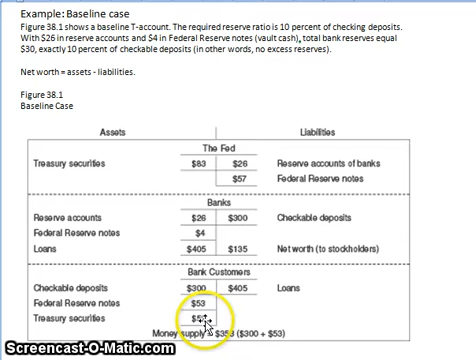 Example: Baseline case
Figure 38.1 shows a baseline T-account. The required reserve ratio is 10 percent of checking deposits.
With $26 in reserve accounts and $4 in Federal Reserve notes (vault cash), total bank reserves equal
$30, exactly 10 percent of checkable deposits (in other words, no excess reserves).
Net worth = assets - liabilities.
Figure 38.1
Baseline Case
Assets Liabilities
The Fed
Treasury securities $83 $26 Reserve accounts of banks
$57 Federal Reserve notes
Banks
Reserve accounts $26 $300 Checkable deposits
Federal Reserve notes $4
Loans $405 $135 Net worth (to stockholders)
Bank Customers
Checkable deposits $300 $405 Loans
Federal Reserve notes $53
Treasury securities
Money supply = $353 ($300 + $53)
Screencast-O-Matic.com